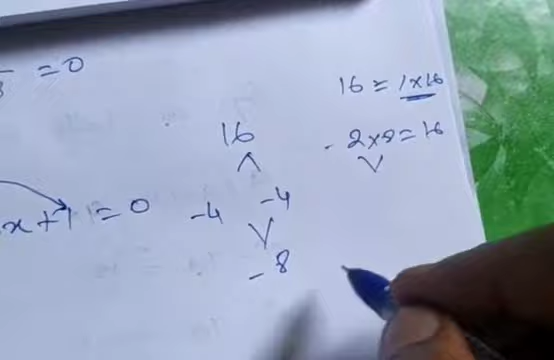 = 0
16 = 1×16
16
- 2×8 = 16
x+1 = 0
-4 -4
- 8